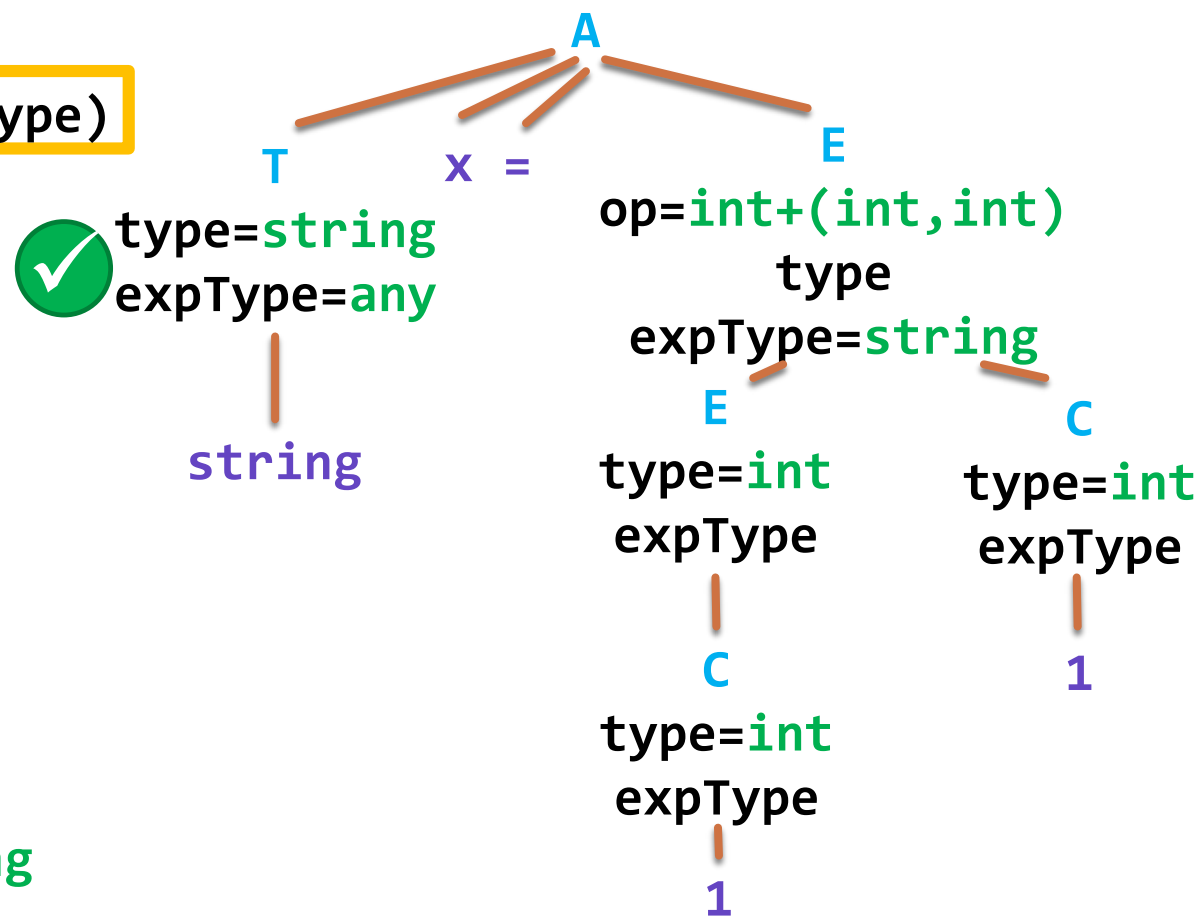 A
ype)
T
x =
E
type=string
expType=any
op=int+(int,int)
type
expType=string
string
E
type=int
expType
C
type=int
expType
C
type=int
expType
1
1
g